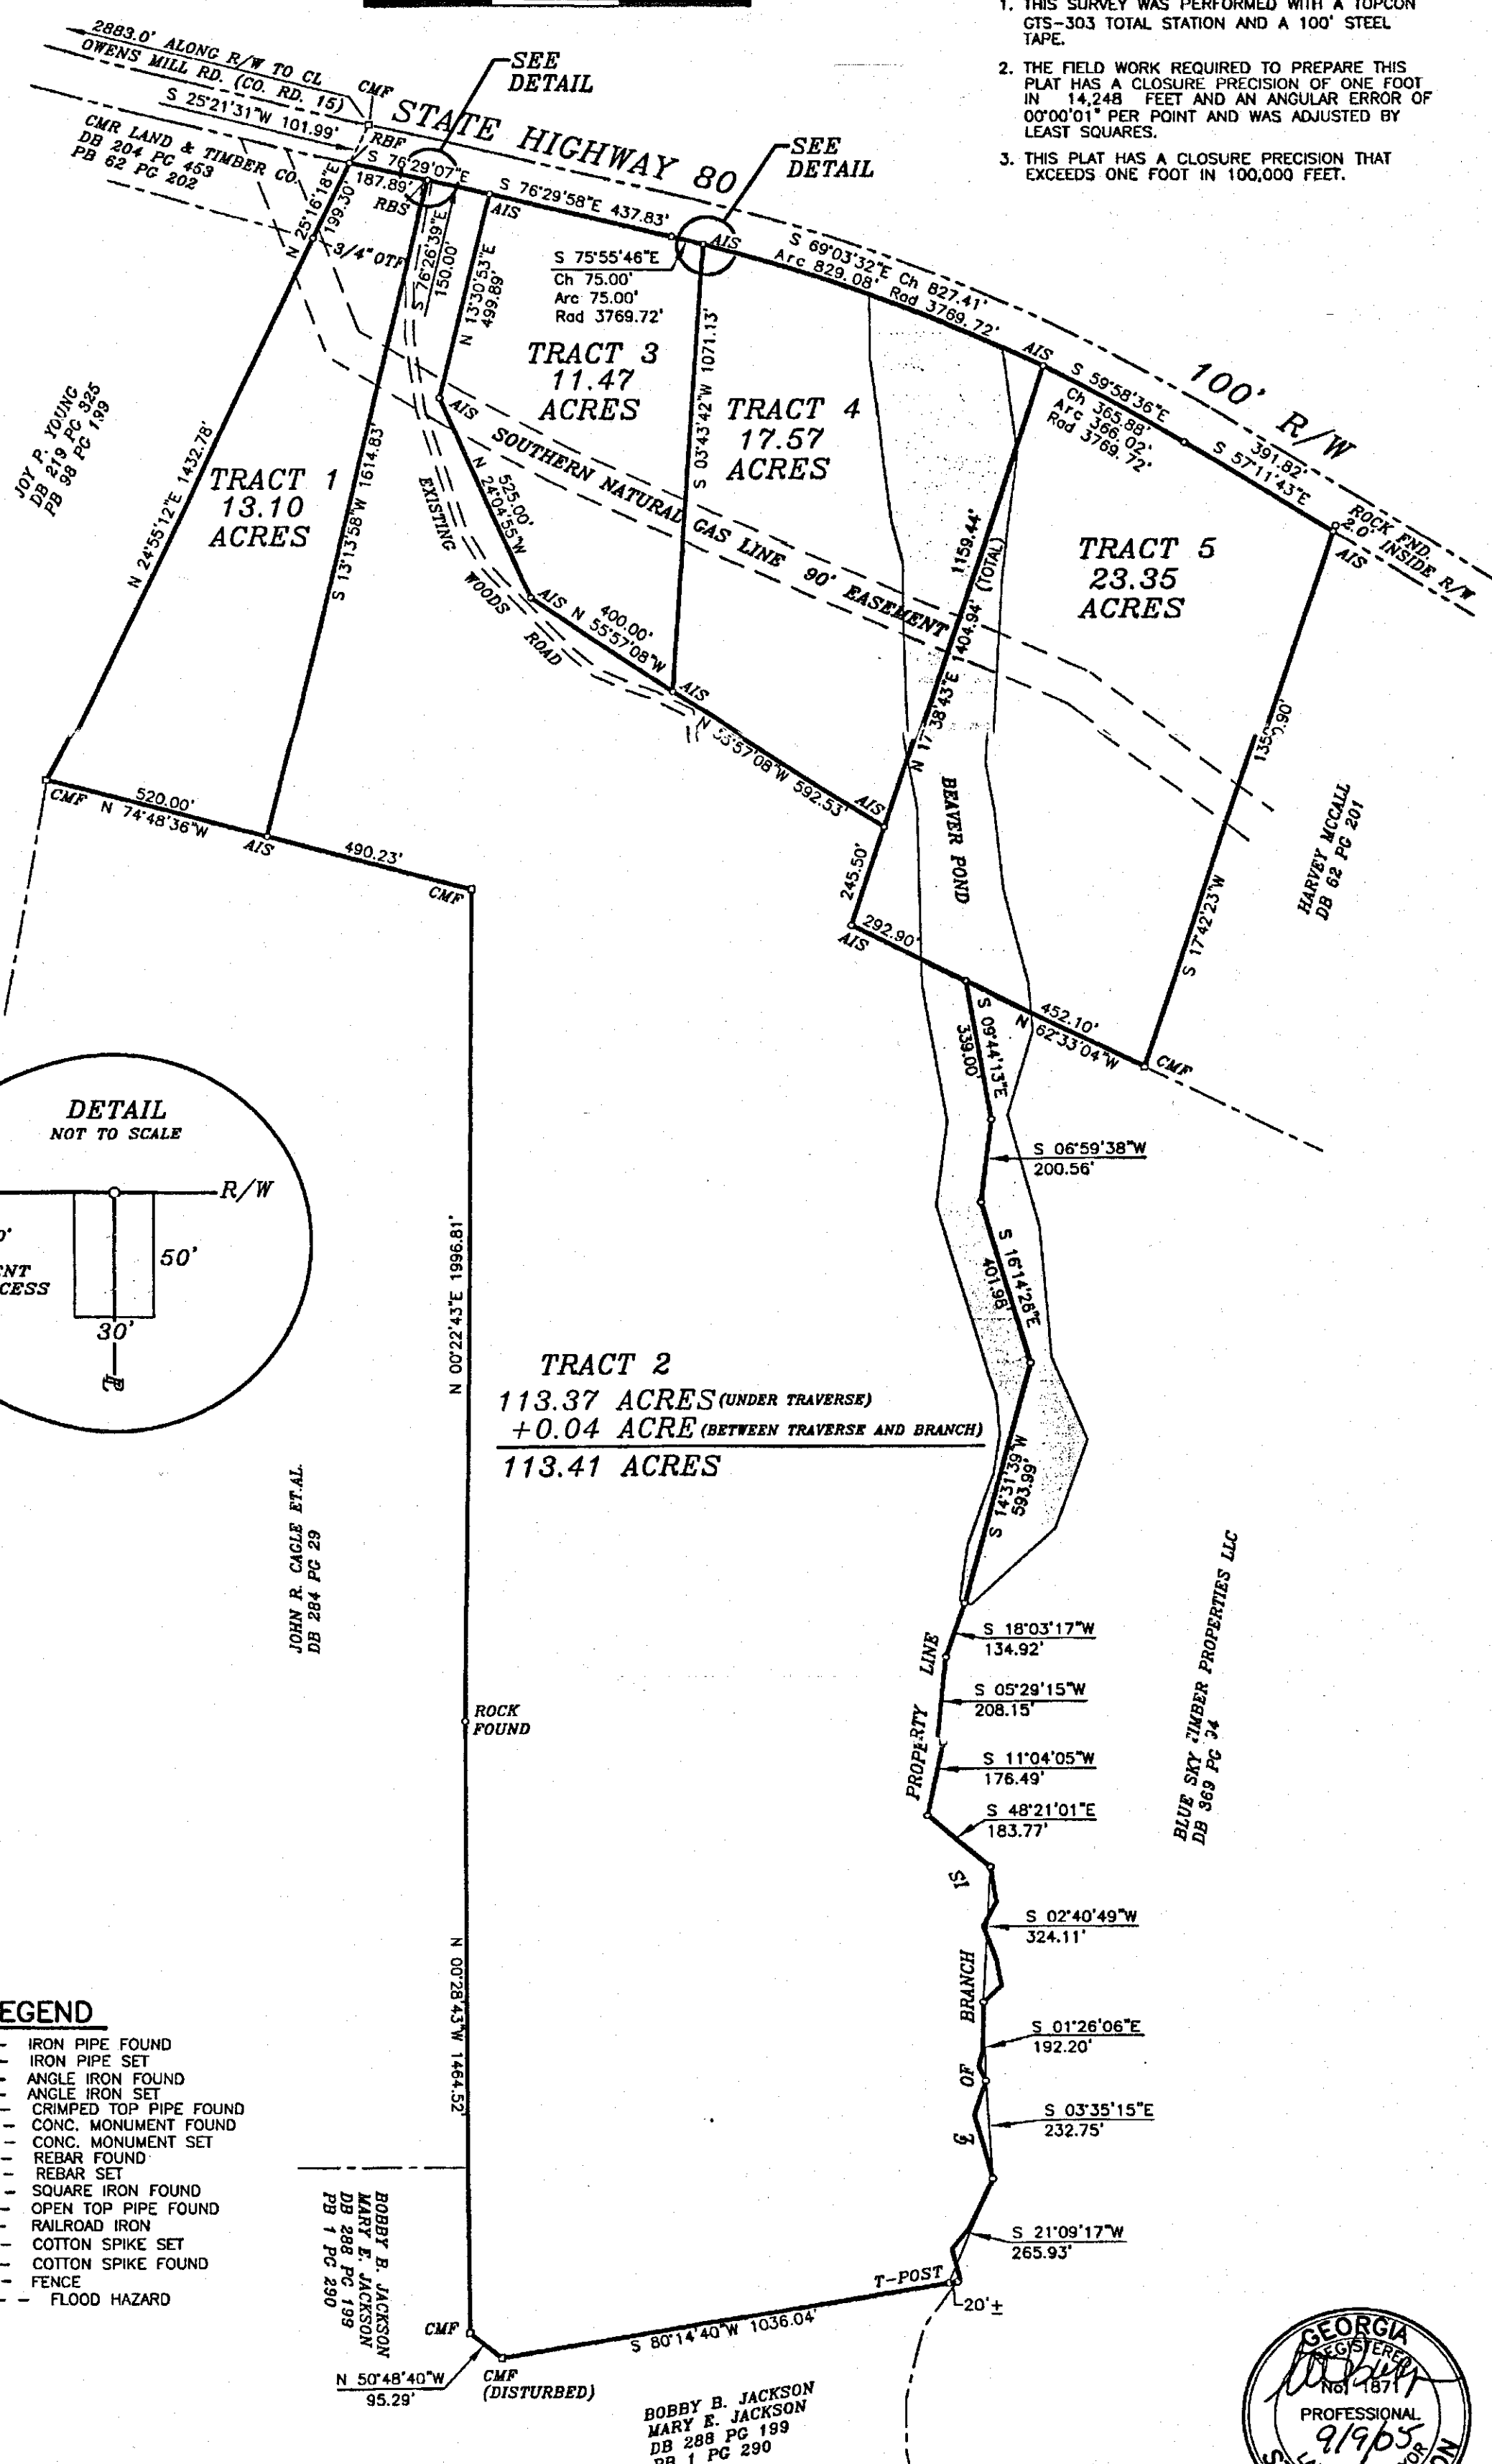 1. THIS SURVEY WAS PERFORMED WITH A TOPCON
GTS-303 TOTAL STATION AND A 100' STEEL
TAPE.
2. THE FIELD WORK REQUIRED TO PREPARE THIS
PLAT HAS A CLOSURE PRECISION OF ONE FOOT
IN 14,248 FEET AND AN ANGULAR ERROR OF
00°00'01" PER POINT AND WAS ADJUSTED BY
LEAST SQUARES.
3. THIS PLAT HAS A CLOSURE PRECISION THAT
EXCEEDS ONE FOOT IN 100,000 FEET.
2883.0' ALONG R/W TO CL
OWENS MILL RD. (CO. RD. 15)
CMF
S 25°21'31"W 101.99'
RBF
CMR LAND & TIMBER CO.
DB 204 PG 453
PB 62 PG 202
SEE
DETAIL
STATE HIGHWAY 80
SEE
DETAIL
S 76°29'07"E
187.89'
RBS
AIS
S 76°29'58"E 437.83'
AIS
N 25°16'18"E
199.30'
3/4" OTF
S 76°26'39"E
150.00'
N 13°30'53"E
499.89'
S 75°55'46"E
Ch 75.00'
Arc 75.00'
Rad 3769.72'
S 69°03'32"E Ch 827.41'
Arc 829.08' Rad 3769.72'
AIS
S 59°58'36"E
Ch 365.88'
Arc 366.02'
Rad 3769.72'
100' R/W
391.82'
S 57°11'43"E
ROCK FND.
2.0' INSIDE R/W
AIS
JOY P. YOUNG
DB 219 PG 325
PB 98 PG 199
N 24°55'12"E 1432.78'
TRACT 1
13.10
ACRES
S 13°13'58"W 1614.83'
TRACT 3
11.47
ACRES
S 03°43'42"W 1071.13'
TRACT 4
17.57
ACRES
AIS
SOUTHERN NATURAL GAS LINE 90' EASEMENT
525.00'
N 24°04'55"W
EXISTING
WOODS
ROAD
AIS
400.00'
N 55°57'08"W
AIS
N 55°57'08"W 592.53'
AIS
1159.44'
N 17°38'43"E 1404.94' (TOTAL)
TRACT 5
23.35
ACRES
S 17°42'23"W
HARVEY MCCALL
DB 62 PG 201
CMF
520.00'
N 74°48'36"W
AIS
490.23'
CMF
BEAVER POND
245.50'
AIS
292.90'
452.10'
N 62°33'04"W
CMF
S 09°44'13"E
339.00'
S 06°59'38"W
200.56'
S 16°14'28"E
401.98'
DETAIL
NOT TO SCALE
R/W
50'
30'
N 00°22'43"E 1996.81'
TRACT 2
113.37 ACRES (UNDER TRAVERSE)
+0.04 ACRE (BETWEEN TRAVERSE AND BRANCH)
113.41 ACRES
S 14°31'39"W
593.99'
JOHN R. CAGLE ET.AL.
DB 284 PG 29
S 18°03'17"W
134.92'
S 05°29'15"W
208.15'
S 11°04'05"W
176.49'
S 48°21'01"E
183.77'
BLUE SKY TIMBER PROPERTIES LLC
DB 369 PG
ROCK
FOUND
PROPERTY LINE
IS
℄ OF BRANCH
S 02°40'49"W
324.11'
S 01°26'06"E
192.20'
S 03°35'15"E
232.75'
S 21°09'17"W
265.93'
N 00°28'43"W 1464.52'
EGEND
IRON PIPE FOUND
IRON PIPE SET
ANGLE IRON FOUND
ANGLE IRON SET
CRIMPED TOP PIPE FOUND
CONC. MONUMENT FOUND
CONC. MONUMENT SET
REBAR FOUND
REBAR SET
SQUARE IRON FOUND
OPEN TOP PIPE FOUND
RAILROAD IRON
COTTON SPIKE SET
COTTON SPIKE FOUND
FENCE
FLOOD HAZARD
BOBBY B. JACKSON
MARY E. JACKSON
DB 288 PG 199
PB 1 PG 290
T-POST
20'±
CMF
S 80°14'40"W 1036.04'
N 50°48'40"W
95.29'
CMF
(DISTURBED)
BOBBY B. JACKSON
MARY E. JACKSON
DB 288 PG 199
PB 1 PG 290
GEORGIA
REGISTERED
No. 1871
PROFESSIONAL
9/9/05